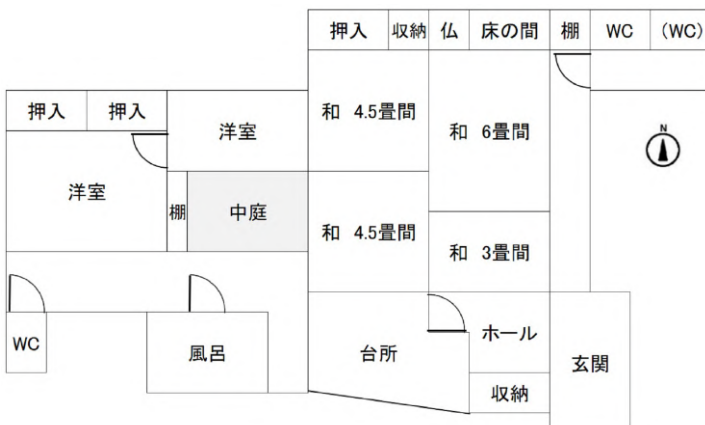 押入
収納
仏
床の間
棚
WC
(WC)
押入
押入
洋室
和 4.5畳間
和 6畳間
N
洋室
棚
中庭
和 4.5畳間
和 3畳間
WC
風呂
台所
ホール
玄関
収納